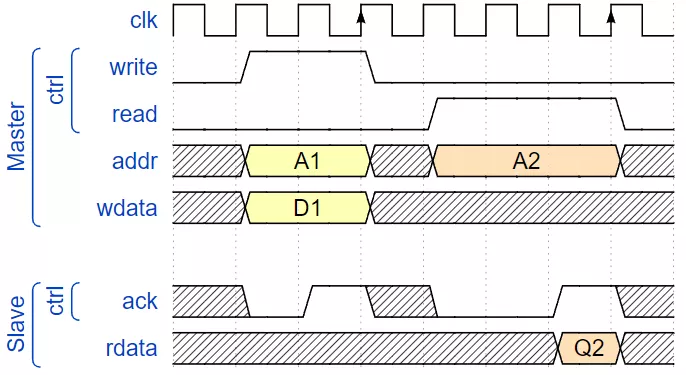 clk
write
read
addr A1 A2
wdata D1
ack
rdata Q2
Master
ctrl
Slave
ctrl